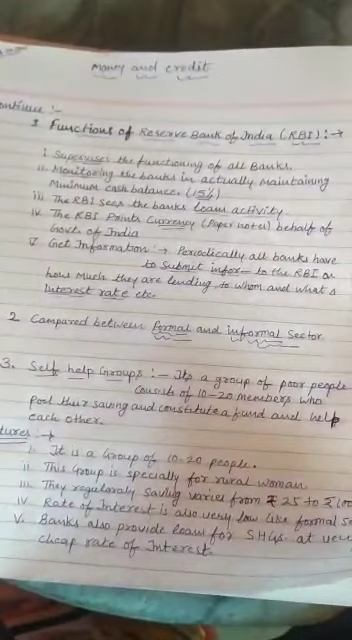 Money and credit
ontinue :-
1 Functions of Reserve Bank of India (RBI) :→
i. Supervises the functioning of all Banks.
ii. Monitoring the banks in actually maintaining
Minimum cash balance. (15%)
iii The RBI sees the banks loan activity
iv. The RBI Prints Currency (Paper notes) behalf of
Govt. of India
v. Get Information :→ Periodically all banks have
to submit infor- to the RBI on
how much they are lending, to whom and what's
Interest rate etc.
2 Compared between formal and informal Sector.
3. Self help Groups :- Its a group of poor people
consists of 10-20 members who
pool their saving and constitute a fund and help
each other.
tures :→
i. It is a Group of 10-20 people.
ii This Group is specially for rural woman
iii. They regularaly saving varies from ₹ 25 to ₹ 100
iv. Rate of Interest is also very low like formal se
v. Banks also provide loan for SHGs. at ver
cheap rate of Interest.